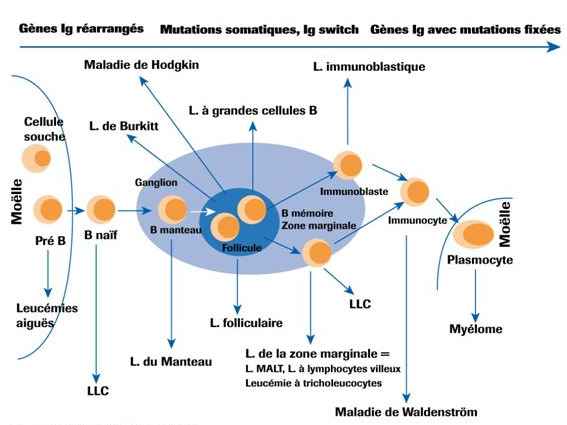 Gènes Ig réarrangés
Mutations somatiques, Ig switch
Gènes Ig avec mutations fixées
Maladie de Hodgkin
L. immunoblastique
L. à grandes cellules B
Cellule
souche
L. de Burkitt
Ganglion
Immunoblaste
Moëlle
Pré B
B naïf
B manteau
Follicule
B mémoire
Zone marginale
Immunocyte
Moëlle
Plasmocyte
Leucémies
aiguës
LLC
L. du Manteau
L. folliculaire
L. de la zone marginale =
L. MALT, L. à lymphocytes villeux
Leucémie à tricholeucocytes
LLC
Myélome
Maladie de Waldenström